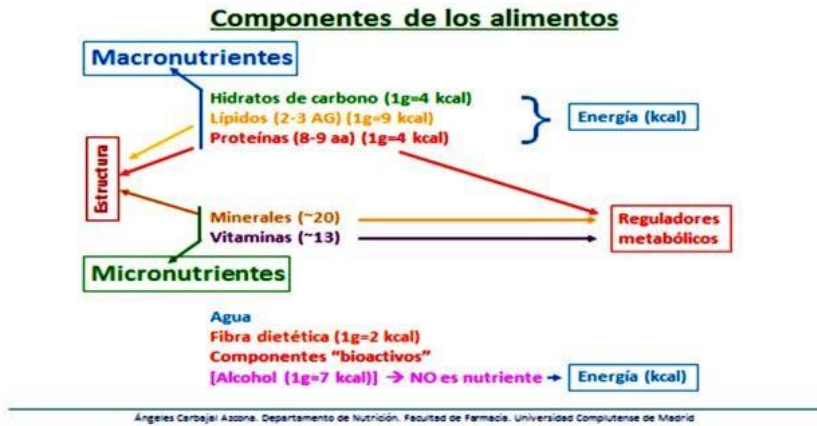 Componentes de los alimentos
Macronutrientes
Hidratos de carbono (1g=4 kcal)
Lípidos (2-3 AG) (1g=9 kcal)
Proteínas (8-9 aa) (1g=4 kcal)
Energía (kcal)
Estructura
Minerales (~20)
Vitaminas (~13)
Reguladores
metabólicos
Micronutrientes
Agua
Fibra dietética (1g=2 kcal)
Componentes “bioactivos”
[Alcohol (1g=7 kcal)] → NO es nutriente → Energía (kcal)
Ángeles Carbajal Azcona. Departamento de Nutrición. Facultad de Farmacia. Universidad Complutense de Madrid